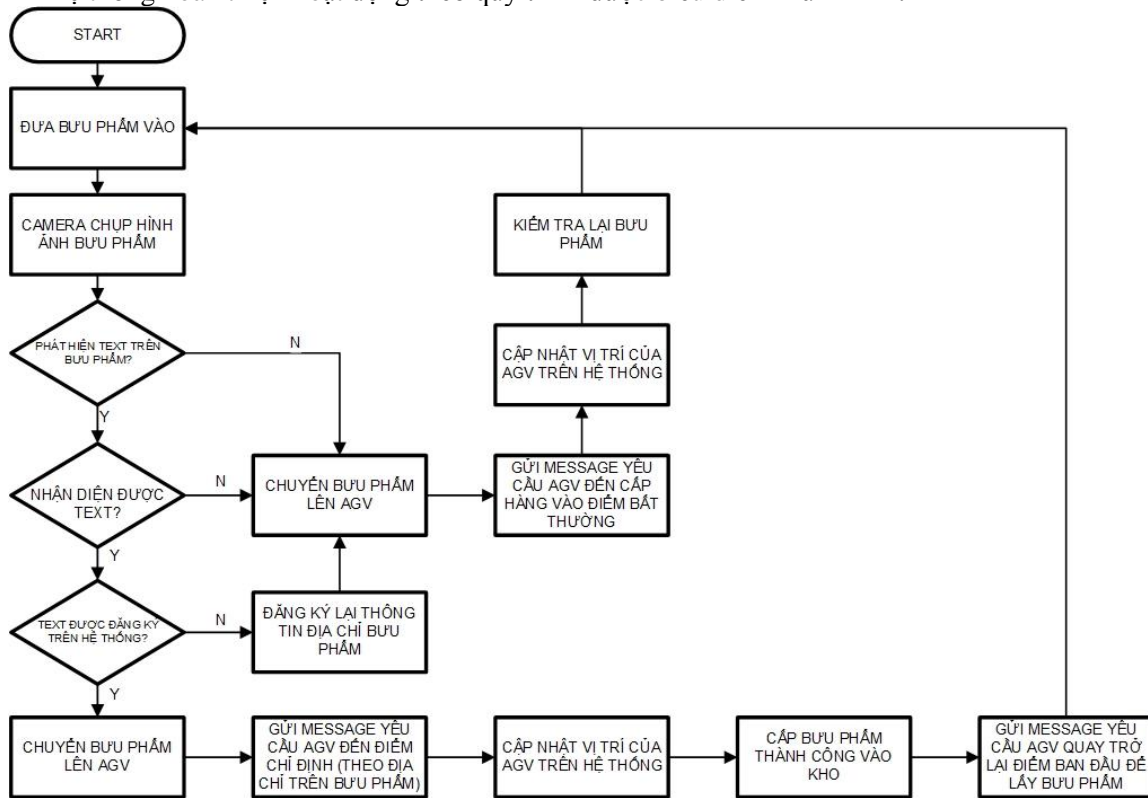 START
ĐƯA BƯU PHẨM VÀO
CAMERA CHỤP HÌNH
ẢNH BƯU PHẨM
KIỂM TRA LẠI BƯU
PHẨM
PHÁT HIỆN TEXT TRÊN
BƯU PHẨM?
N
CẬP NHẬT VỊ TRÍ CỦA
AGV TRÊN HỆ THỐNG
Y
NHẬN DIỆN ĐƯỢC
TEXT?
N
CHUYỂN BƯU PHẨM
LÊN AGV
GỬI MESSAGE YÊU
CẦU AGV ĐẾN CẤP
HÀNG VÀO ĐIỂM BẤT
THƯỜNG
Y
TEXT ĐƯỢC ĐĂNG KÝ
TRÊN HỆ THỐNG?
N
ĐĂNG KÝ LẠI THÔNG
TIN ĐỊA CHỈ BƯU
PHẨM
Y
CHUYỂN BƯU PHẨM
LÊN AGV
GỬI MESSAGE YÊU
CẦU AGV ĐẾN ĐIỂM
CHỈ ĐỊNH (THEO ĐỊA
CHỈ TRÊN BƯU PHẨM)
CẬP NHẬT VỊ TRÍ CỦA
AGV TRÊN HỆ THỐNG
CẤP BƯU PHẨM
THÀNH CÔNG VÀO
KHO
GỬI MESSAGE YÊU
CẦU AGV QUAY TRỞ
LẠI ĐIỂM BAN ĐẦU ĐỂ
LẤY BƯU PHẨM